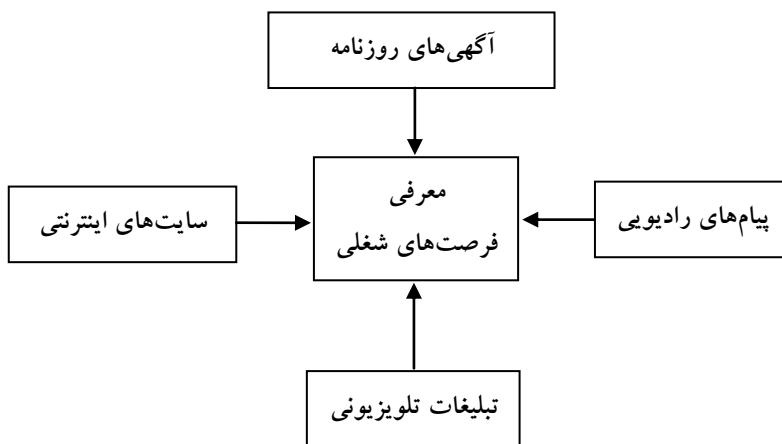 آگهی‌های روزنامه
معرفی
فرصت‌های شغلی
پیام‌های رادیویی
سایت‌های اینترنتی
تبلیغات تلویزیونی